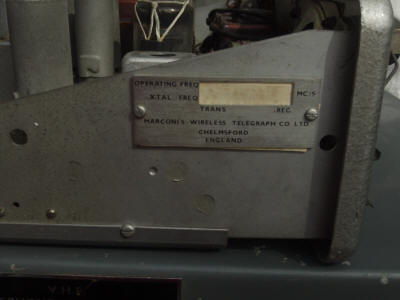 OPERATING FREQ MC/S
XTAL FREQ
TRANS REC
MARCONI'S WIRELESS TELEGRAPH CO LTD
CHELMSFORD
ENGLAND
V.H.F.